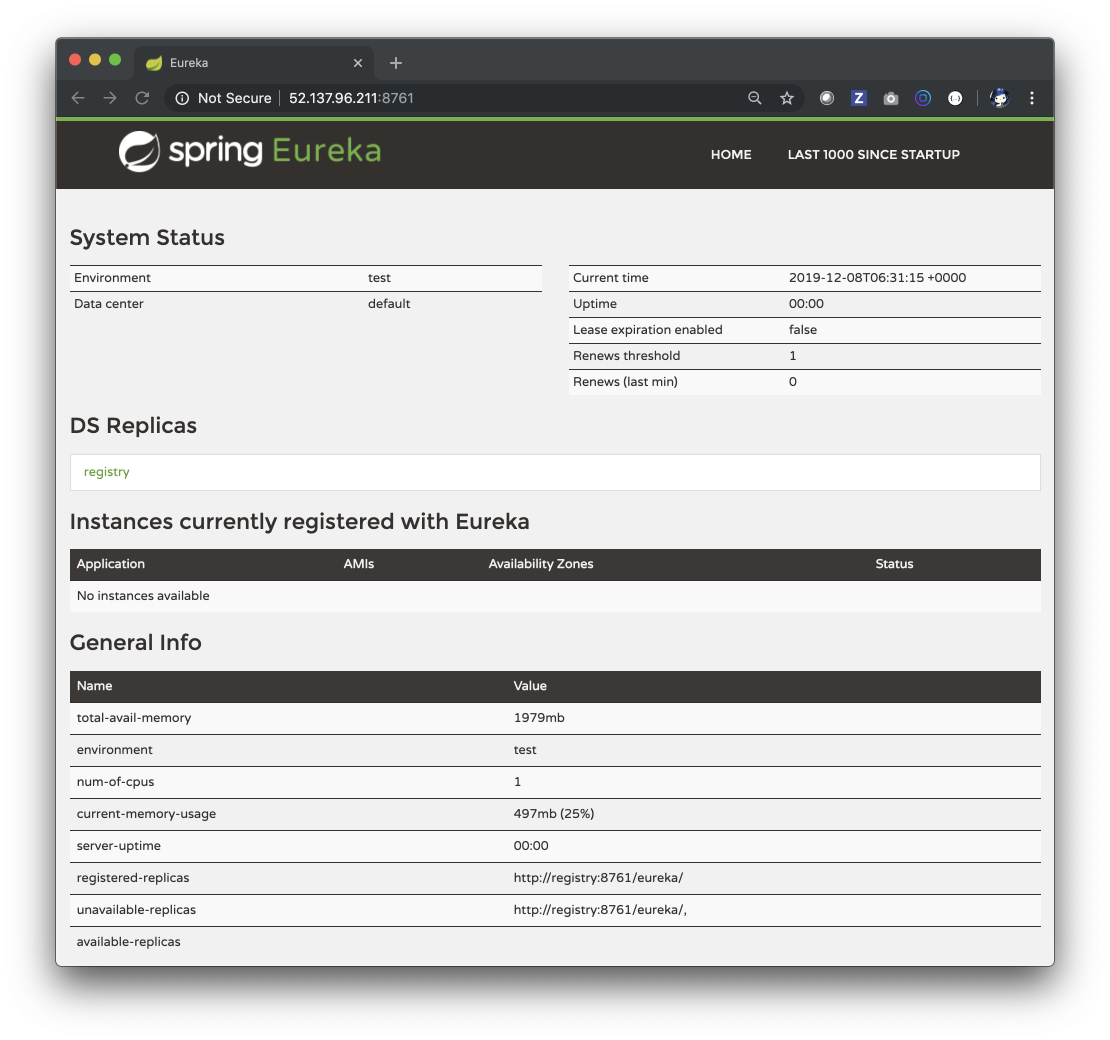 Eureka
Not Secure 52.137.96.211:8761
Z
spring Eureka
HOME LAST 1000 SINCE STARTUP
System Status
Environment test
Data center default
Current time 2019-12-08T06:31:15 +0000
Uptime 00:00
Lease expiration enabled false
Renews threshold 1
Renews (last min) 0
DS Replicas
registry
Instances currently registered with Eureka
Application AMIs Availability Zones Status
No instances available
General Info
Name Value
total-avail-memory 1979mb
environment test
num-of-cpus 1
current-memory-usage 497mb (25%)
server-uptime 00:00
registered-replicas http://registry:8761/eureka/
unavailable-replicas http://registry:8761/eureka/,
available-replicas